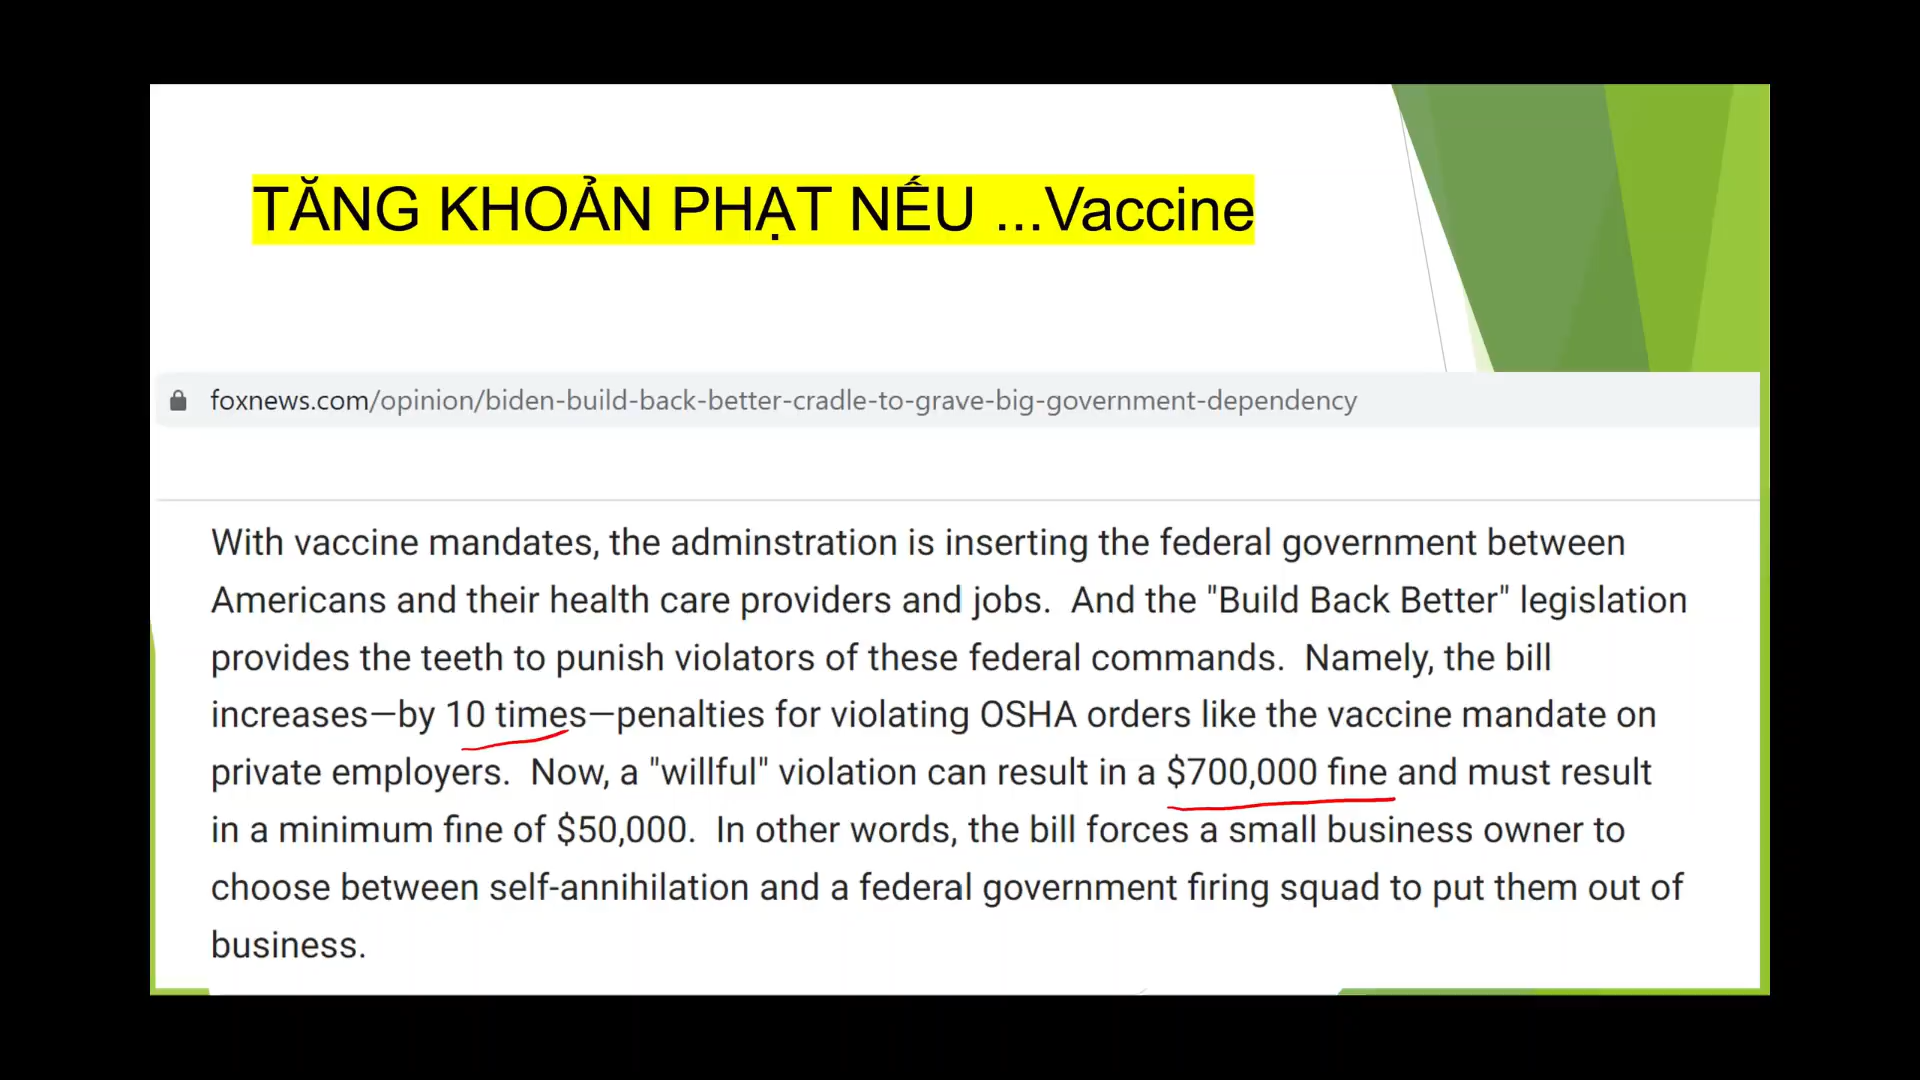 TĂNG KHOẢN PHẠT NẾU ...Vaccine
foxnews.com/opinion/biden-build-back-better-cradle-to-grave-big-government-dependency
With vaccine mandates, the adminstration is inserting the federal government between
Americans and their health care providers and jobs.  And the "Build Back Better" legislation
provides the teeth to punish violators of these federal commands.  Namely, the bill
increases—by 10 times—penalties for violating OSHA orders like the vaccine mandate on
private employers.  Now, a "willful" violation can result in a $700,000 fine and must result
in a minimum fine of $50,000.  In other words, the bill forces a small business owner to
choose between self-annihilation and a federal government firing squad to put them out of
business.